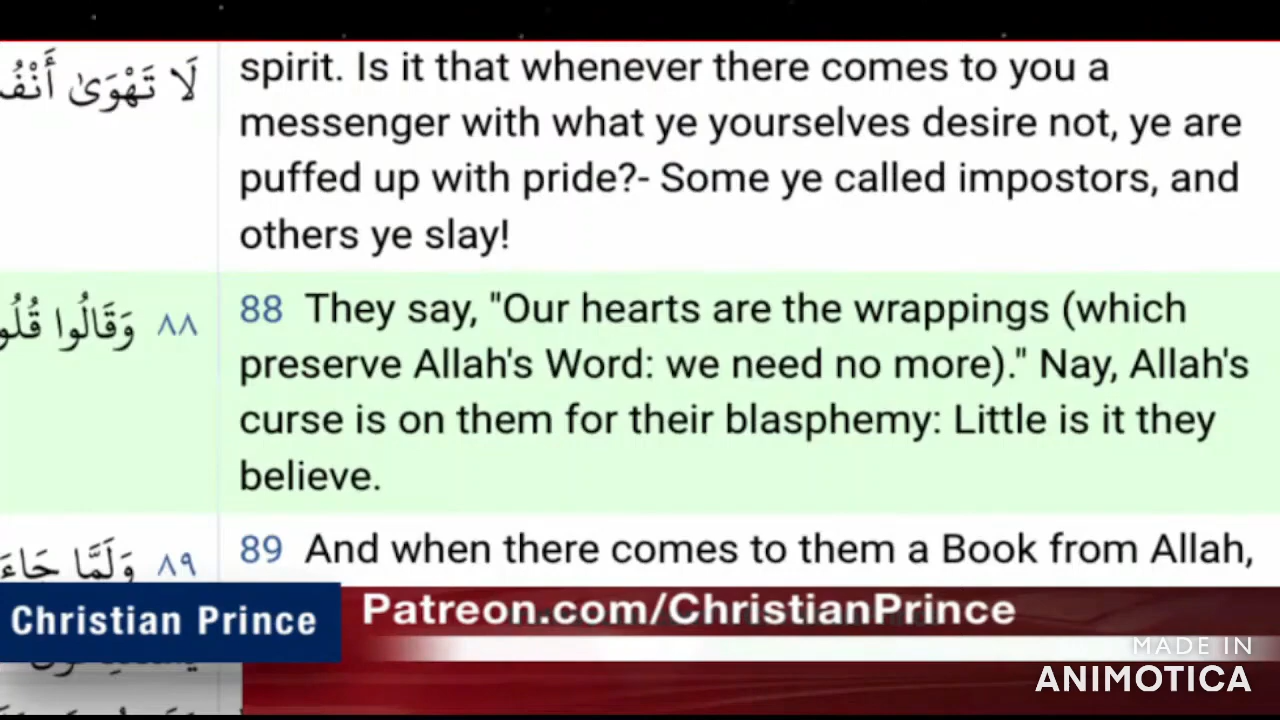 لَا تَهْوَىٰ
spirit. Is it that whenever there comes to you a
messenger with what ye yourselves desire not, ye are
puffed up with pride?- Some ye called impostors, and
others ye slay!
٨٨ وَقَالُوا
88 They say, "Our hearts are the wrappings (which
preserve Allah's Word: we need no more)." Nay, Allah's
curse is on them for their blasphemy: Little is it they
believe.
٨٩ وَلَمَّا
89 And when there comes to them a Book from Allah,
Christian Prince
Patreon.com/ChristianPrince
MADE IN
ANIMOTICA